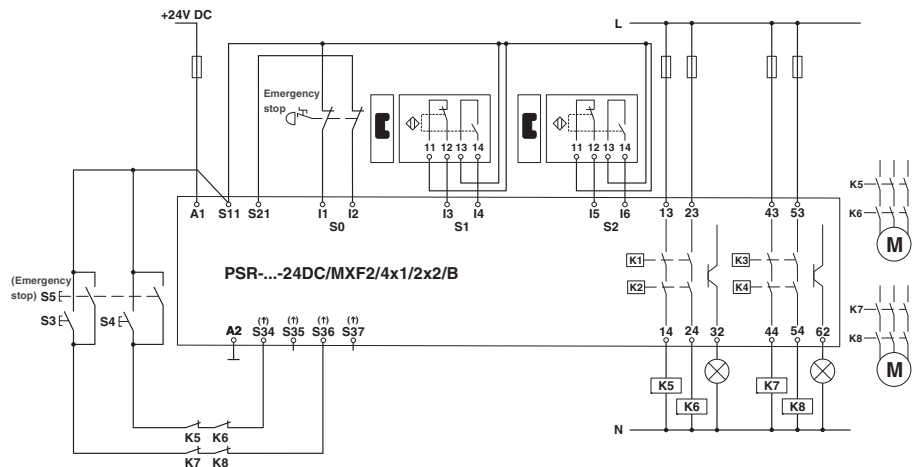 +24V DC
L
Emergency
stop
11 12 13 14
11 12 13 14
A1 S11 S21 I1 I2 I3 I4 I5 I6 13 23 43 53
S0 S1 S2
K5
K6
M
K1 K3
K2 K4
PSR-...-24DC/MXF2/4x1/2x2/B
(Emergency
stop) S5
S3 S4
A2 S34 (↑) S35 (↑) S36 (↑) S37 (↑)
14 24 32 44 54 62
K7
K8
M
K5 K7
K6 K8
K5 K6
N
K7 K8